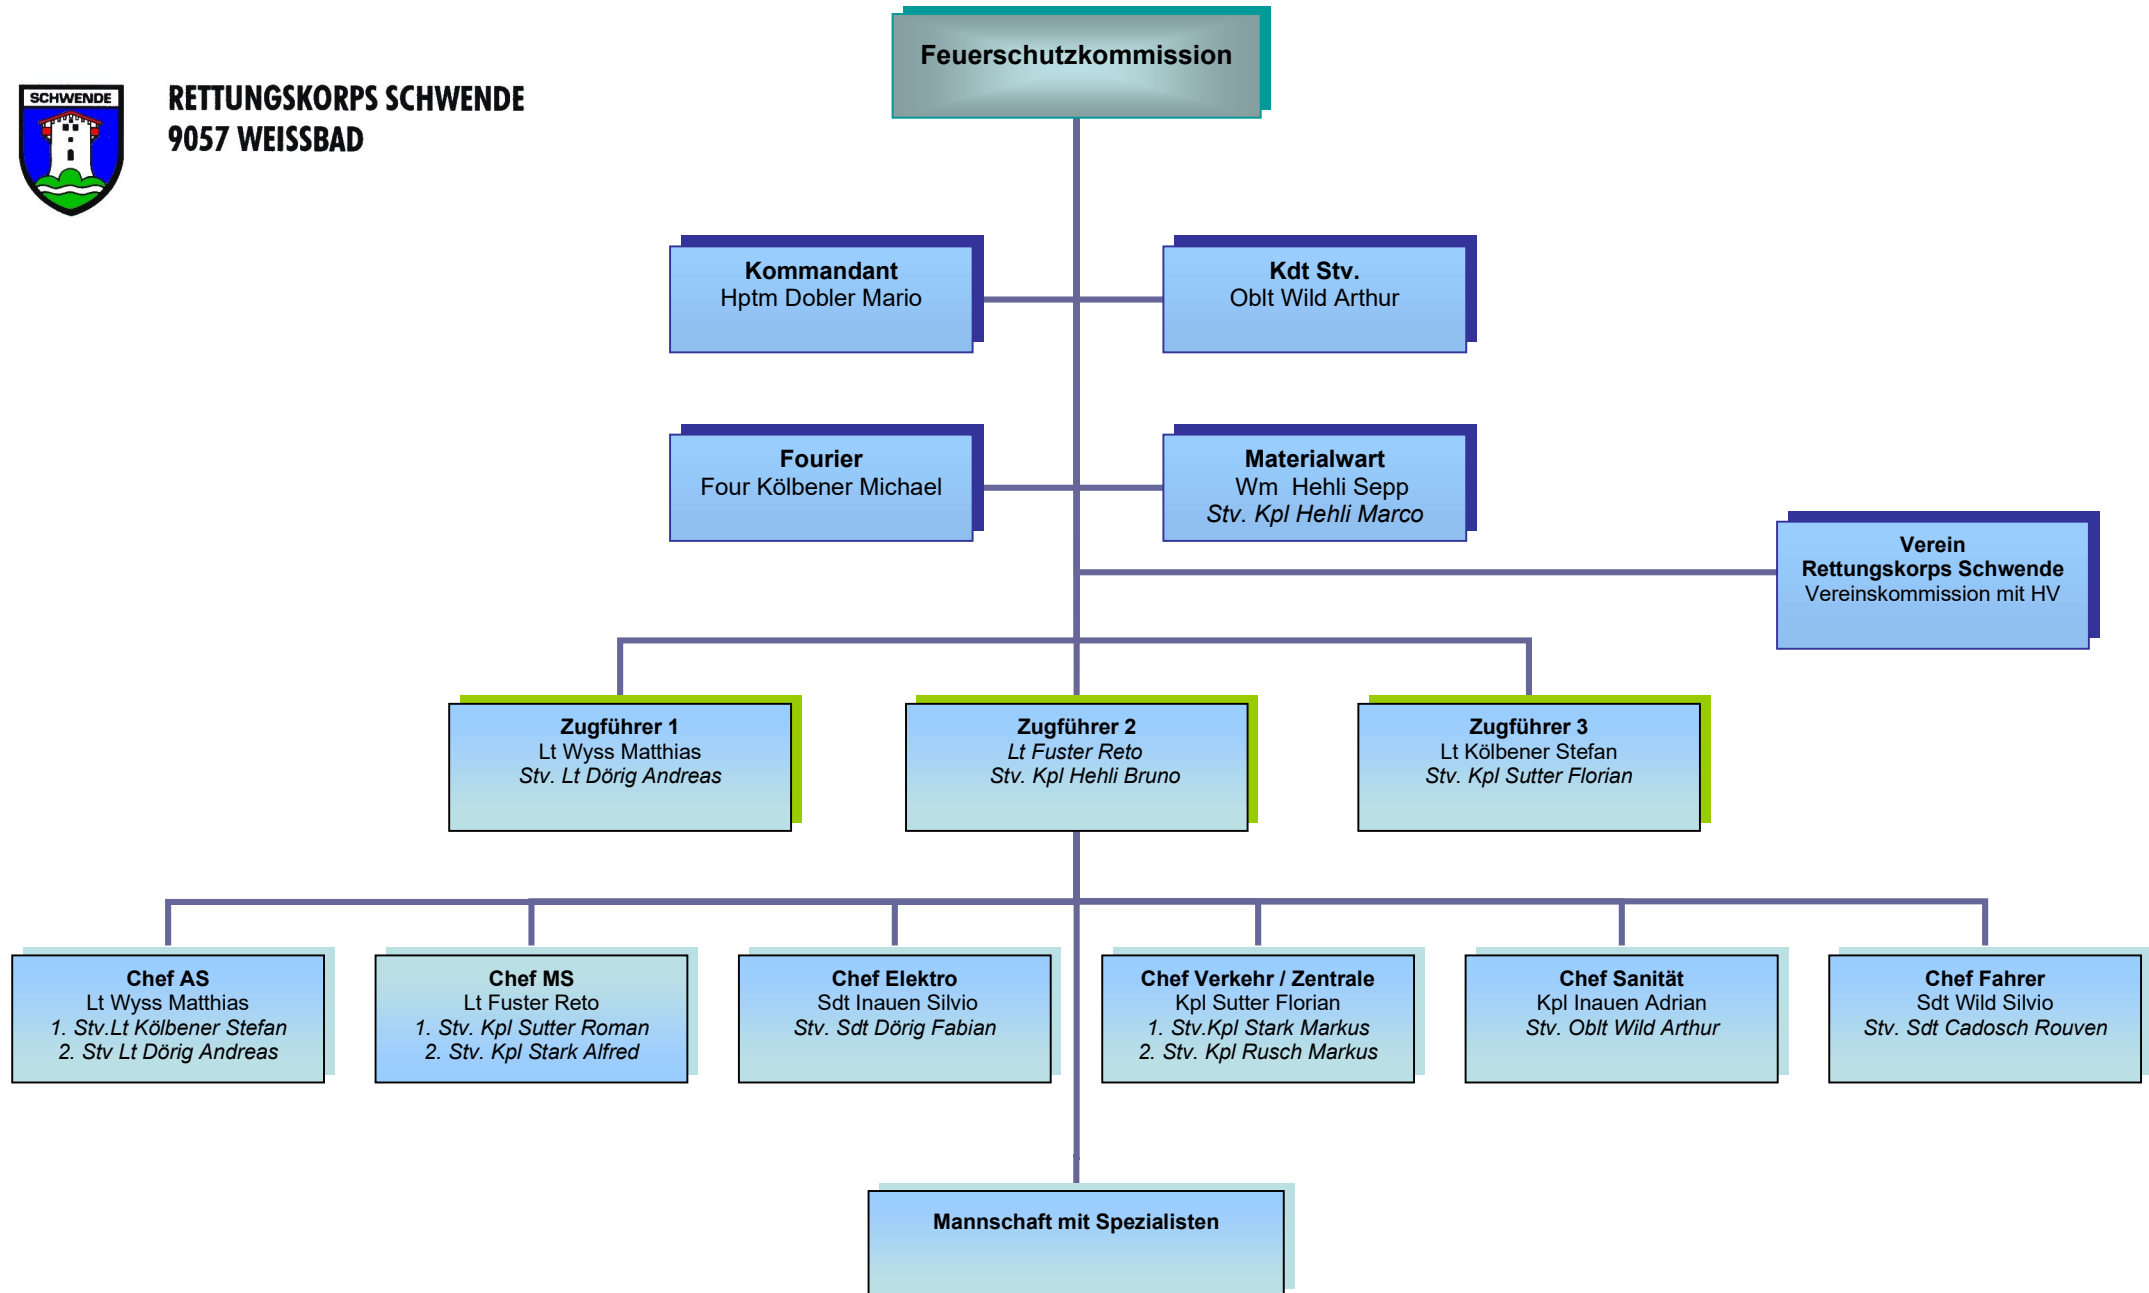 Feuerschutzkommission
SCHWENDE
RETTUNGSKORPS SCHWENDE
9057 WEISSBAD
Kommandant
Hptm Dobler Mario
Kdt Stv.
Oblt Wild Arthur
Fourier
Four Kölbener Michael
Materialwart
Wm  Hehli Sepp
Stv. Kpl Hehli Marco
Verein
Rettungskorps Schwende
Vereinskommission mit HV
Zugführer 1
Lt Wyss Matthias
Stv. Lt Dörig Andreas
Zugführer 2
Lt Fuster Reto
Stv. Kpl Hehli Bruno
Zugführer 3
Lt Kölbener Stefan
Stv. Kpl Sutter Florian
Chef AS
Lt Wyss Matthias
1. Stv.Lt Kölbener Stefan
2. Stv Lt Dörig Andreas
Chef MS
Lt Fuster Reto
1. Stv. Kpl Sutter Roman
2. Stv. Kpl Stark Alfred
Chef Elektro
Sdt Inauen Silvio
Stv. Sdt Dörig Fabian
Chef Verkehr / Zentrale
Kpl Sutter Florian
1. Stv.Kpl Stark Markus
2. Stv. Kpl Rusch Markus
Chef Sanität
Kpl Inauen Adrian
Stv. Oblt Wild Arthur
Chef Fahrer
Sdt Wild Silvio
Stv. Sdt Cadosch Rouven
Mannschaft mit Spezialisten